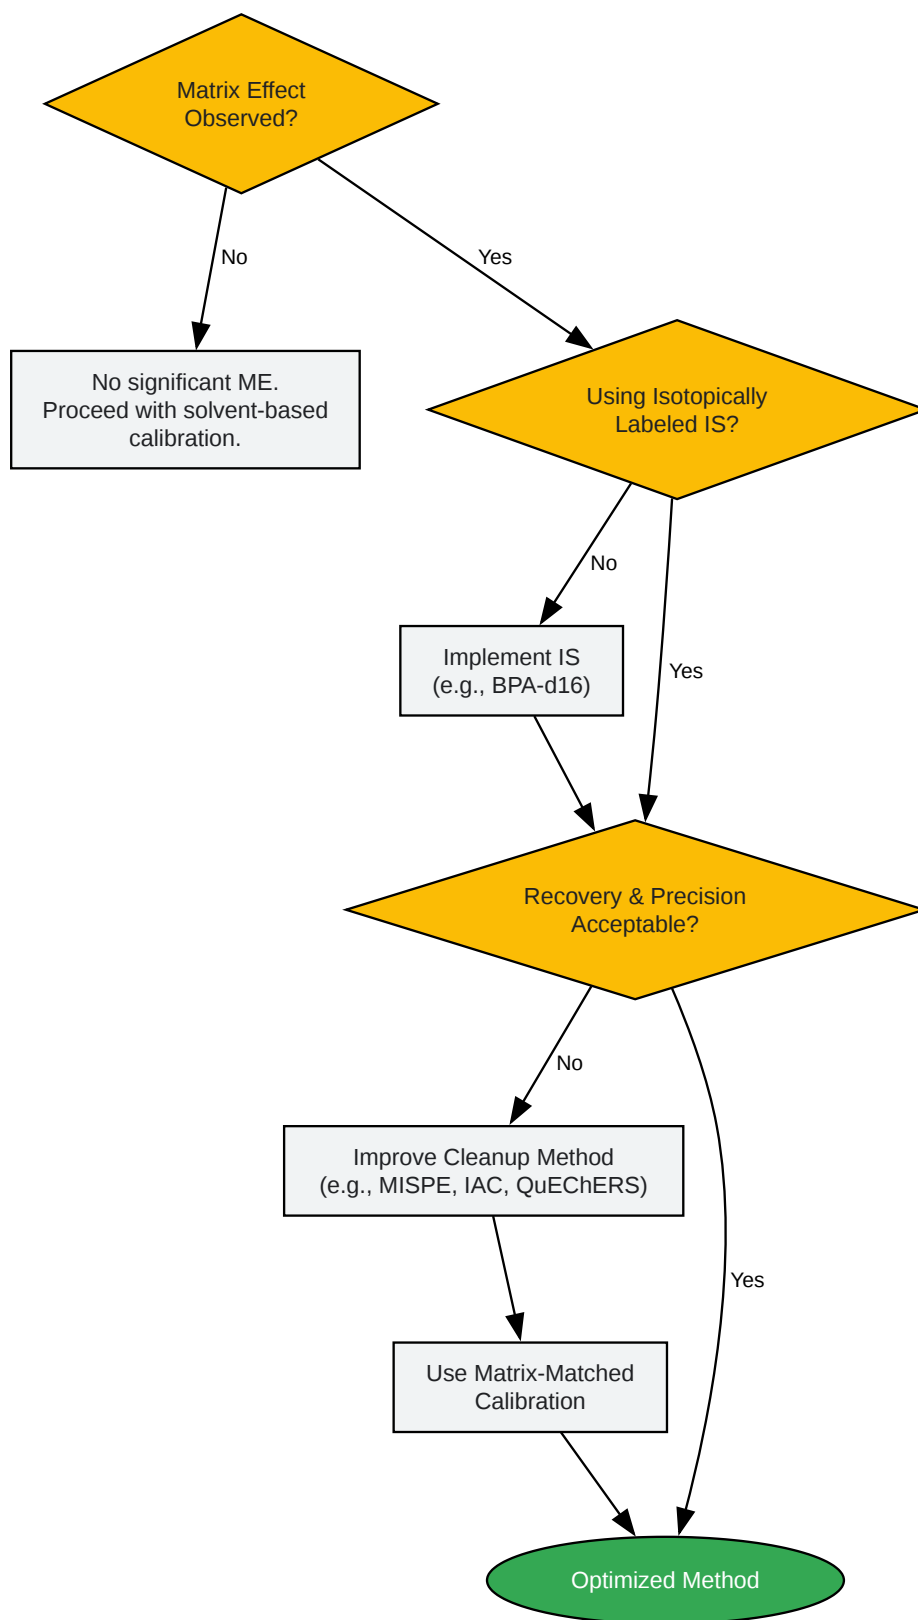 Matrix Effect
Observed?
No
Yes
No significant ME.
Proceed with solvent-based
calibration.
Using Isotopically
Labeled IS?
No
Implement IS
(e.g., BPA-d16)
Yes
Recovery & Precision
Acceptable?
No
Improve Cleanup Method
(e.g., MISPE, IAC, QuEChERS)
Yes
Use Matrix-Matched
Calibration
Optimized Method